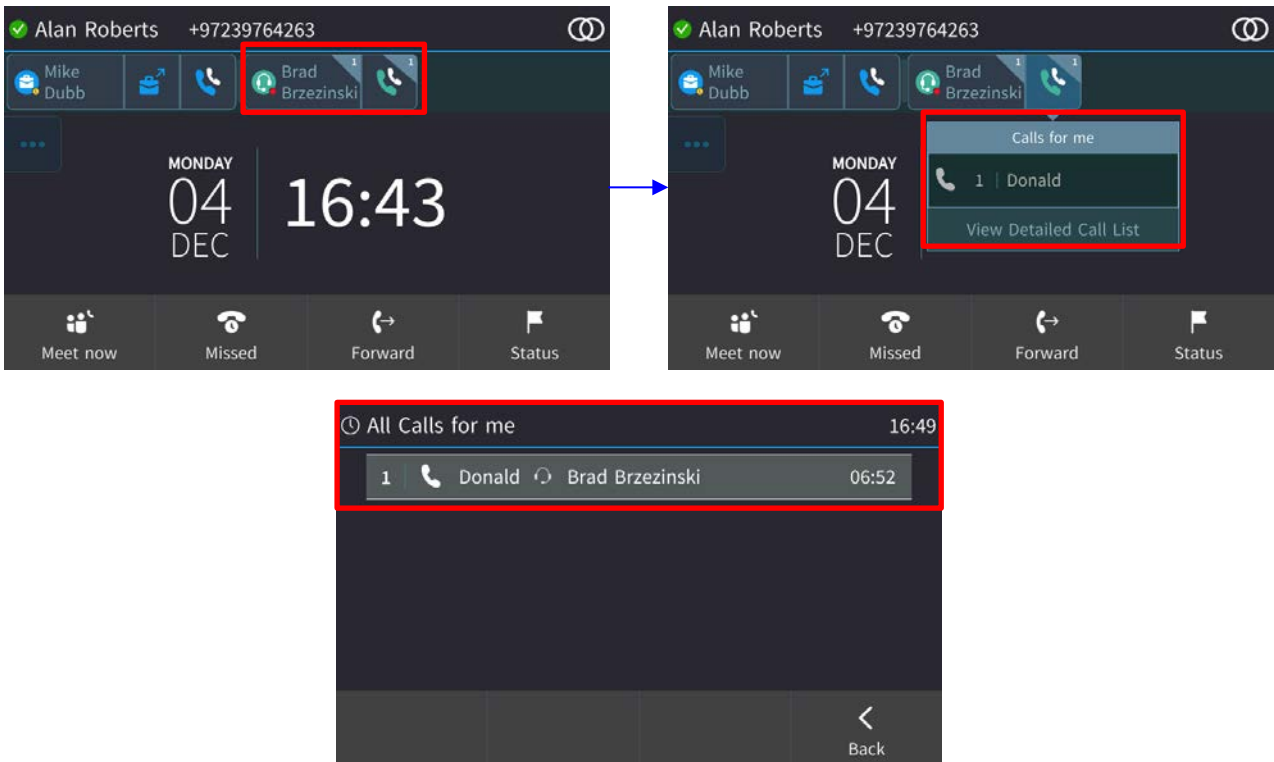 Alan Roberts +97239764263
Mike
Dubb
Brad
Brzezinski
1
1
...
MONDAY
04
DEC
16:43
Meet now
Missed
Forward
Status
Alan Roberts +97239764263
Mike
Dubb
Brad
Brzezinski
1
1
...
MONDAY
04
DEC
Calls for me
1 | Donald
View Detailed Call List
Meet now
Missed
Forward
Status
All Calls for me 16:49
1 Donald Brad Brzezinski 06:52
Back